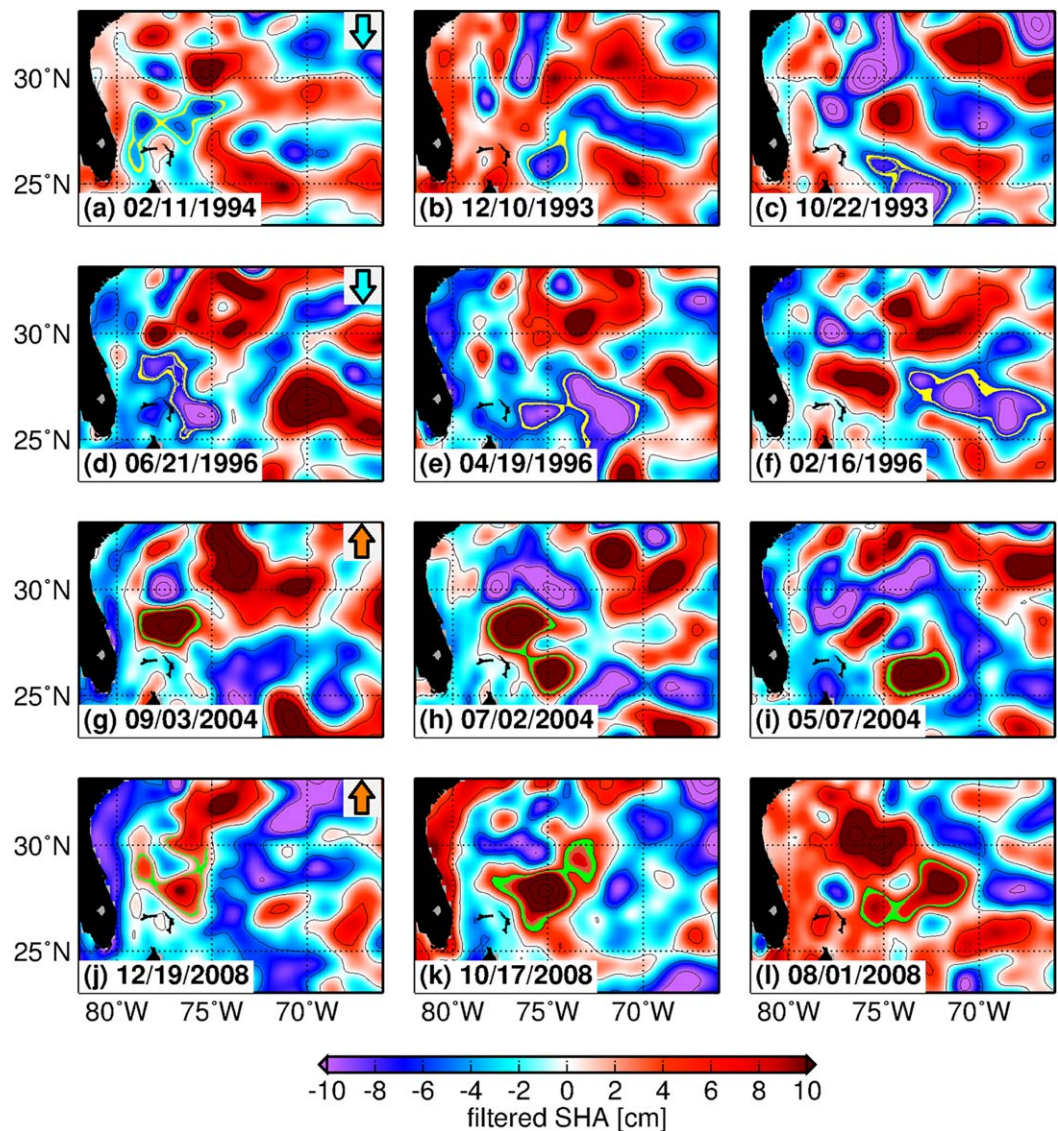 30°N
25°N
(a) 02/11/1994
(b) 12/10/1993
(c) 10/22/1993
30°N
25°N
(d) 06/21/1996
(e) 04/19/1996
(f) 02/16/1996
30°N
25°N
(g) 09/03/2004
(h) 07/02/2004
(i) 05/07/2004
30°N
25°N
(j) 12/19/2008
(k) 10/17/2008
(l) 08/01/2008
80°W 75°W 70°W 80°W 75°W 70°W 80°W 75°W 70°W
-10 -8 -6 -4 -2 0 2 4 6 8 10
filtered SHA [cm]